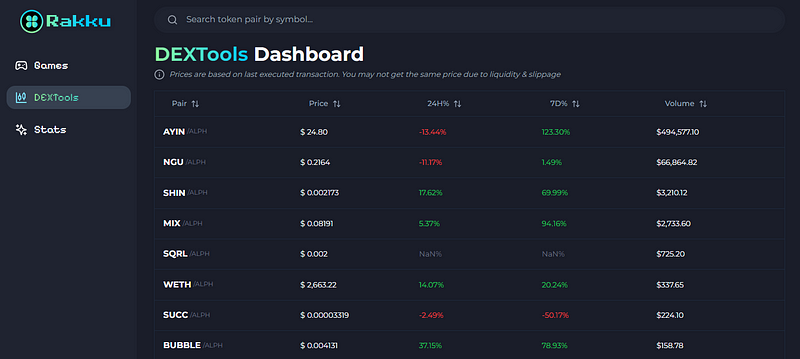 Rakku
Search token pair by symbol...
DEXTools Dashboard
Prices are based on last executed transaction. You may not get the same price due to liquidity & slippage
Games
DEXTools
Stats
Pair Price 24H% 7D% Volume
AYIN /ALPH $ 24.80 -13.44% 123.30% $494,577.10
NGU /ALPH $ 0.2164 -11.17% 1.49% $66,864.82
SHIN /ALPH $ 0.002173 17.62% 69.99% $3,210.12
MIX /ALPH $ 0.08191 5.37% 94.16% $2,733.60
SQRL /ALPH $ 0.002 NaN% NaN% $725.20
WETH /ALPH $ 2,663.22 14.07% 20.24% $337.65
SUCC /ALPH $ 0.00003319 -2.49% -50.17% $224.10
BUBBLE /ALPH $ 0.004131 37.15% 78.93% $158.78